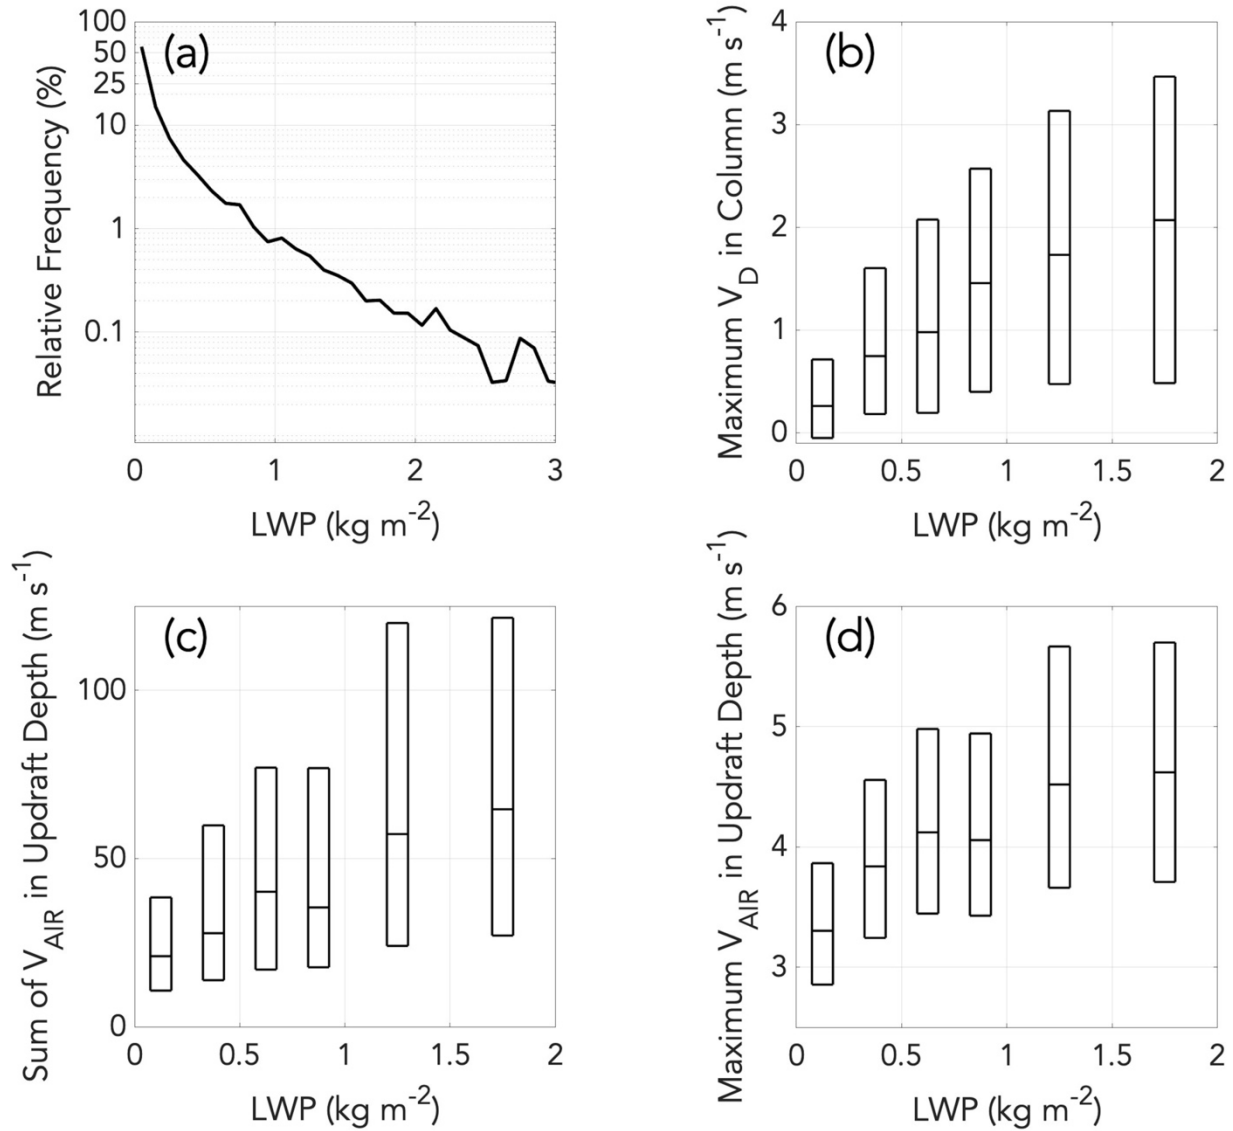 (a)
Relative Frequency (%)
100
50
25
10
1
0.1
0 1 2 3
LWP (kg m⁻²)
(b)
Maximum V_D in Column (m s⁻¹)
4
3
2
1
0
0 0.5 1 1.5 2
LWP (kg m⁻²)
(c)
Sum of V_AIR in Updraft Depth (m s⁻¹)
100
50
0
0 0.5 1 1.5 2
LWP (kg m⁻²)
(d)
Maximum V_AIR in Updraft Depth (m s⁻¹)
6
5
4
3
0 0.5 1 1.5 2
LWP (kg m⁻²)